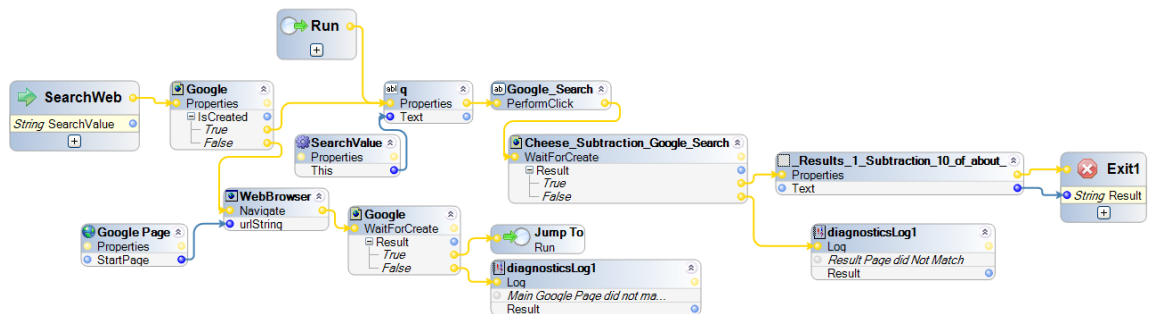 Run
SearchWeb
String SearchValue
Google
Properties
IsCreated
True
False
abl q
Properties
Text
SearchValue
Properties
This
ab Google_Search
PerformClick
Cheese_Subtraction_Google_Search
WaitForCreate
Result
True
False
_Results_1_Subtraction_10_of_about_
Properties
Text
Exit1
String Result
WebBrowser
Navigate
urlString
Google Page
Properties
StartPage
Google
WaitForCreate
Result
True
False
Jump To
Run
diagnosticsLog1
Log
Main Google Page did not ma...
Result
diagnosticsLog1
Log
Result Page did Not Match
Result